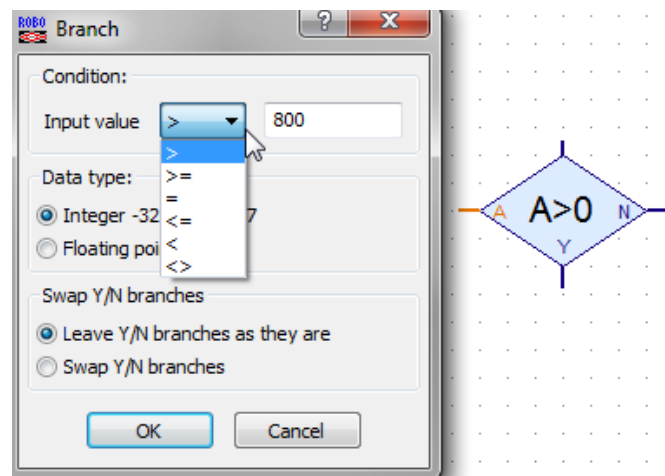 ROBO Branch ? X
Condition:
Input value > 800
>
>=
=
<=
<
<>
Data type:
Integer -32 7
Floating poi
Swap Y/N branches
Leave Y/N branches as they are
Swap Y/N branches
OK Cancel
A A>0 N
Y